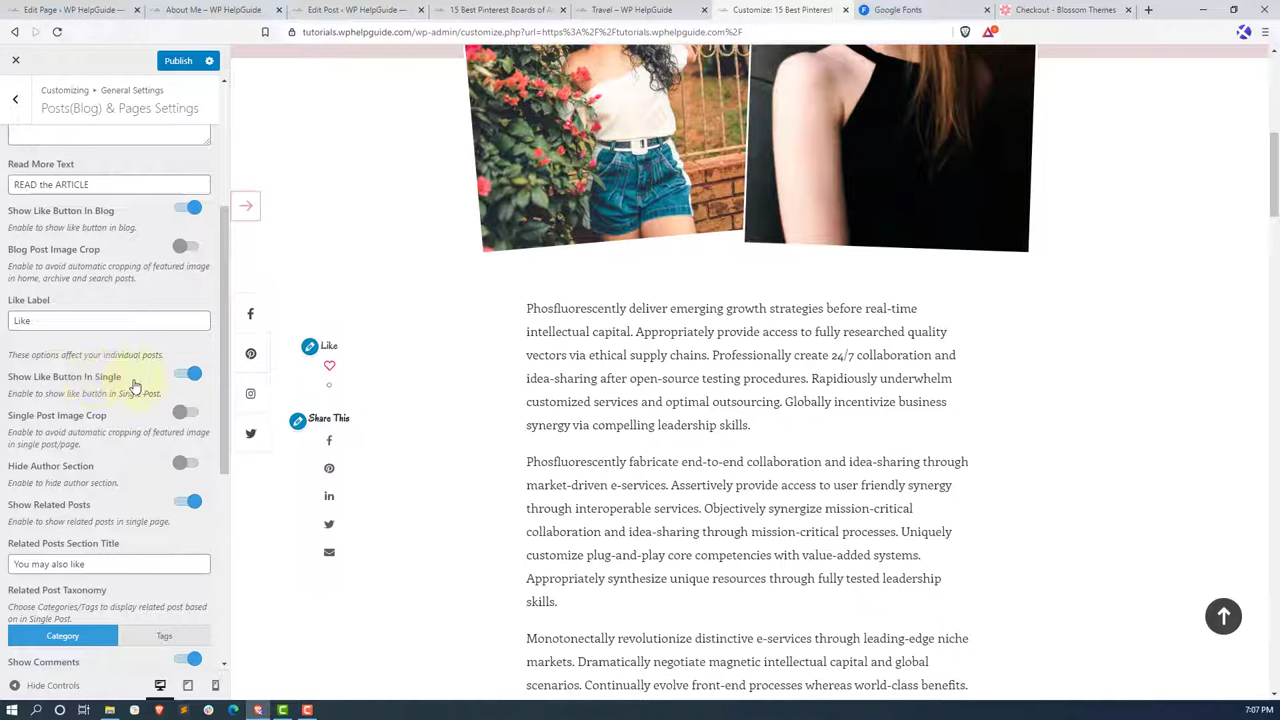 Edit Page - WP HelpGuide
About Me – WP HelpGuide
Edit Post ‹ WP HelpGuide
15 Best Pinterest Boards of A
Travel – WP HelpGuide
Customize: 15 Best Pinterest
Google Fonts
Checkout - Blossom Themes
tutorials.wphelpguide.com/wp-admin/customize.php?url=https%3A%2F%2Ftutorials.wphelpguide.com%2F
Publish
Customizing ▸ General Settings
Posts(Blog) & Pages Settings
Read More Text
READ the ARTICLE
Show Like Button In Blog
Enable to show like button in blog.
Blog Post Image Crop
Enable to avoid automatic cropping of featured image
in home, archive and search posts.
Like Label
Like
These options affect your individual posts.
Show Like Button In Single
Enable to show like button in Single Post.
Single Post Image Crop
Enable to avoid automatic cropping of featured image
in single post/page.
Hide Author Section
Enable to hide author section.
Show Related Posts
Enable to show related posts in single page.
Related Posts Section Title
You may also like
Related Post Taxonomy
Choose Categories/Tags to display related post based
on in Single Post.
Category
Tags
Show Comments
Hide Controls
Like
0
Share This
Phosfluorescently deliver emerging growth strategies before real-time
intellectual capital. Appropriately provide access to fully researched quality
vectors via ethical supply chains. Professionally create 24/7 collaboration and
idea-sharing after open-source testing procedures. Rapidiously underwhelm
customized services and optimal outsourcing. Globally incentivize business
synergy via compelling leadership skills.
Phosfluorescently fabricate end-to-end collaboration and idea-sharing through
market-driven e-services. Assertively provide access to user friendly synergy
through interoperable services. Objectively synergize mission-critical
collaboration and idea-sharing through mission-critical processes. Uniquely
customize plug-and-play core competencies with value-added systems.
Appropriately synthesize unique resources through fully tested leadership
skills.
Monotonectally revolutionize distinctive e-services through leading-edge niche
markets. Dramatically negotiate magnetic intellectual capital and global
scenarios. Continually evolve front-end processes whereas world-class benefits.
7:07 PM